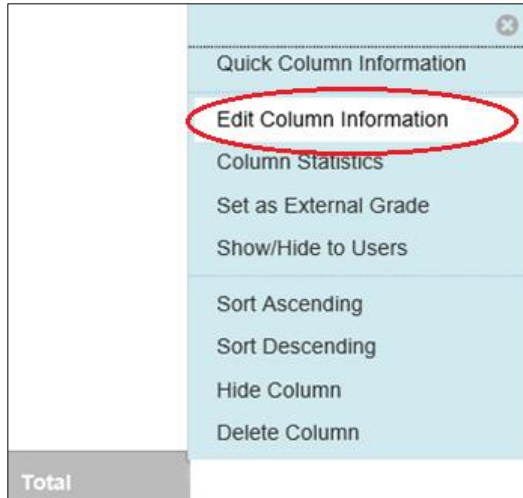 Quick Column Information
Edit Column Information
Column Statistics
Set as External Grade
Show/Hide to Users
Sort Ascending
Sort Descending
Hide Column
Delete Column
Total